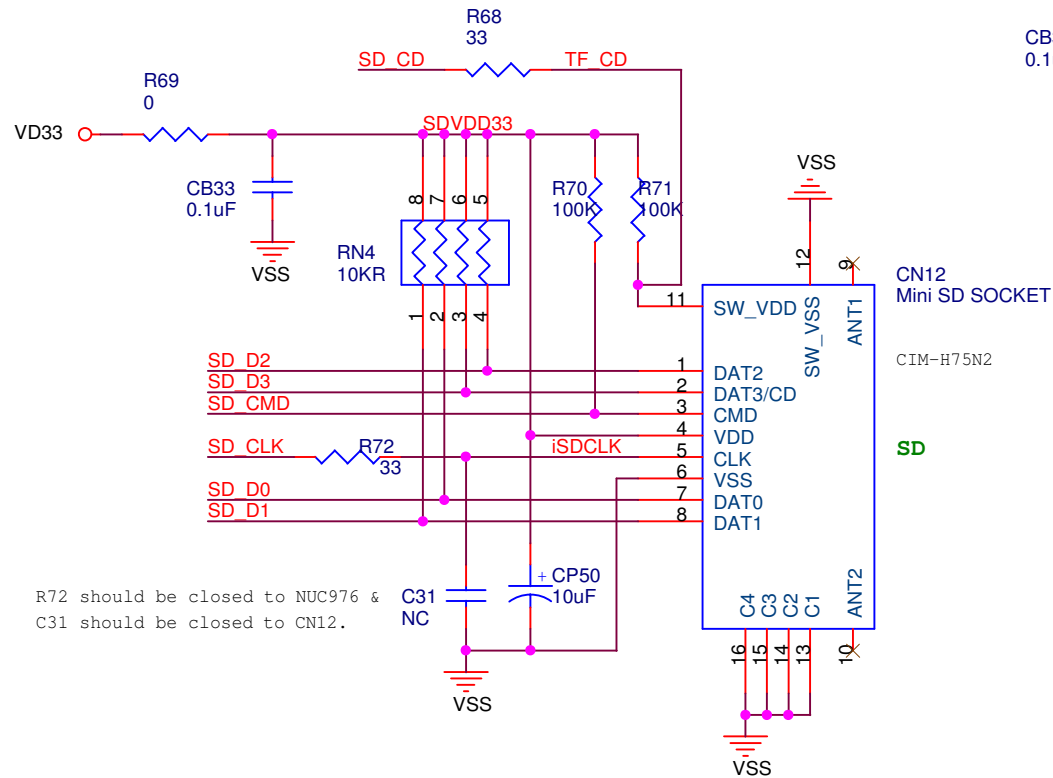 R68
33
CB
0.1
SD_CD
TF_CD
R69
0
VD33
SDVDD33
CB33
0.1uF
VSS
8
7
6
5
RN4
10KR
1
2
3
4
R70
100K
R71
100K
VSS
12
9
CN12
Mini SD SOCKET
11
SW_VDD
SW_VSS
ANT1
CIM-H75N2
SD_D2
1
DAT2
SD_D3
2
DAT3/CD
SD_CMD
3
CMD
4
VDD
SD_CLK
R72
33
iSDCLK
5
CLK
SD
6
VSS
SD_D0
7
DAT0
SD_D1
8
DAT1
R72 should be closed to NUC976 &
C31 should be closed to CN12.
C31
NC
+ CP50
10uF
C4
C3
C2
C1
ANT2
16
15
14
13
10
VSS
VSS